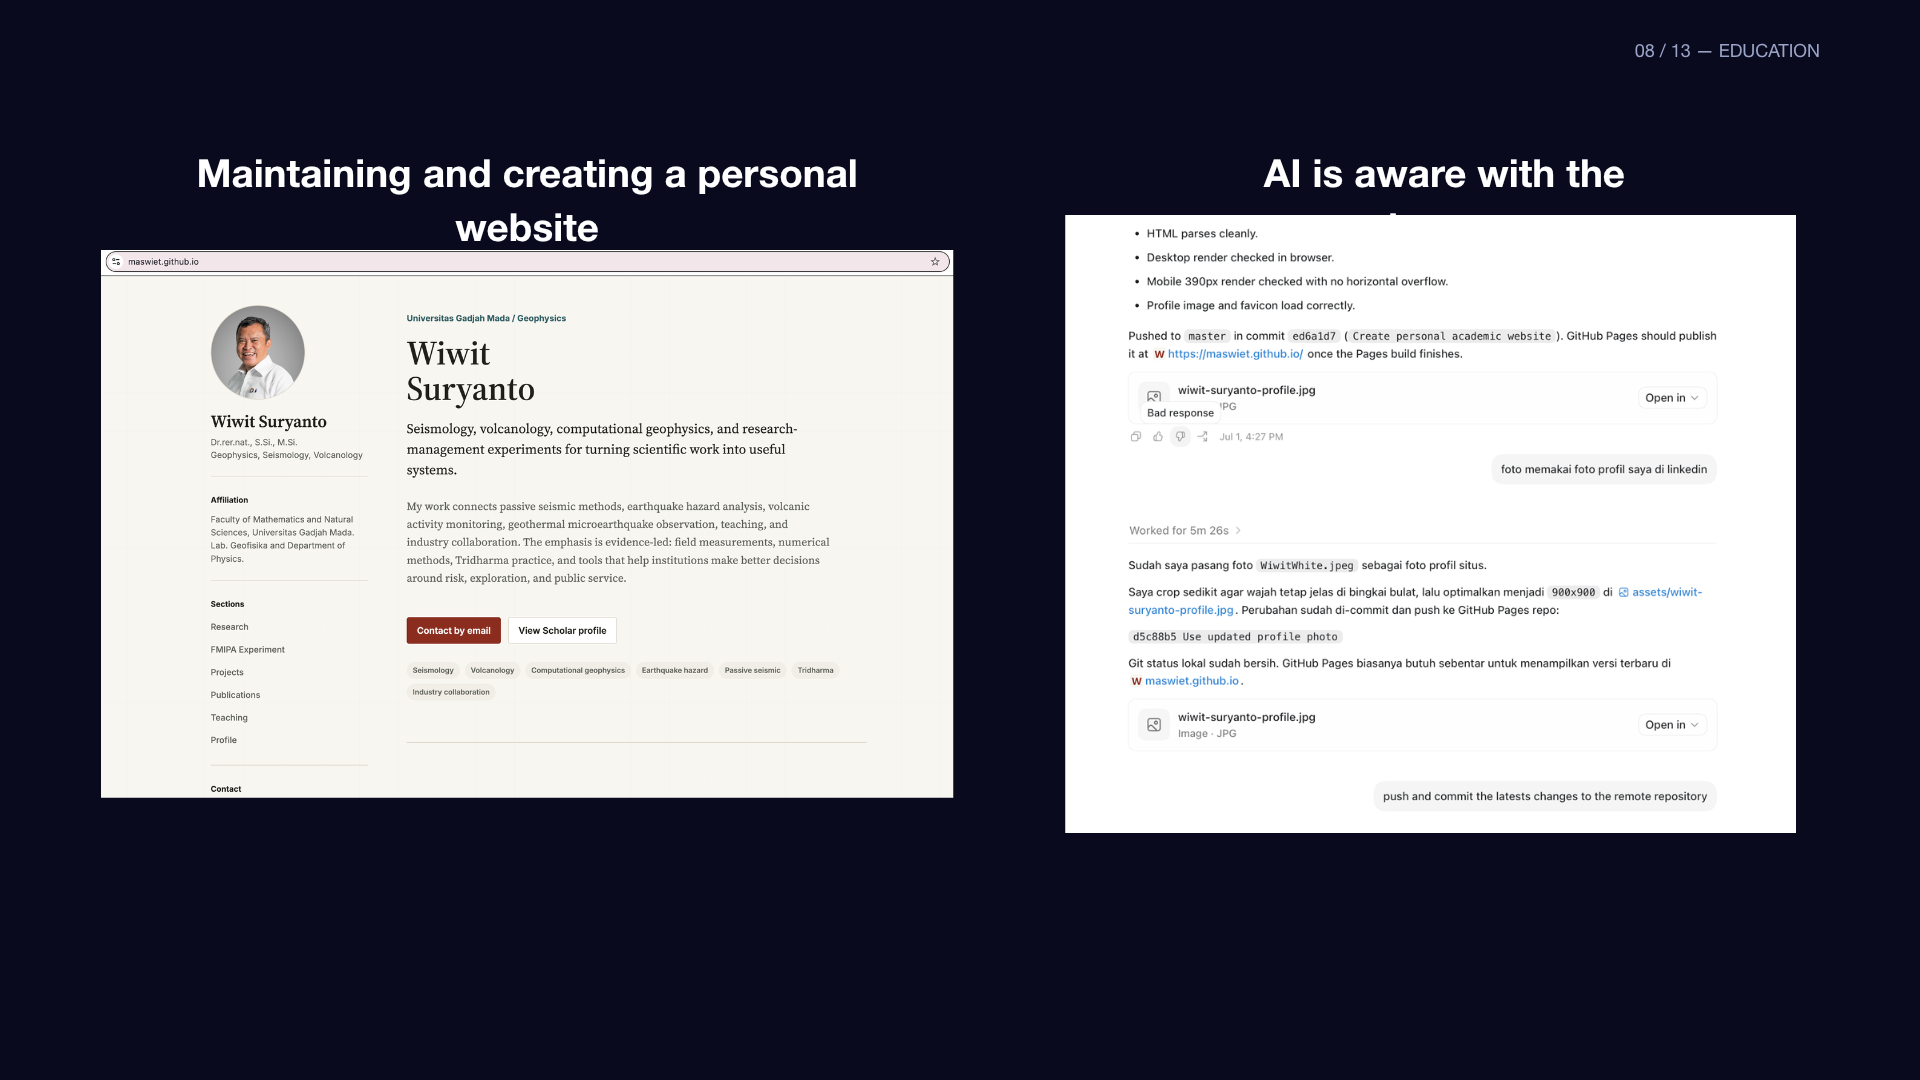 08 / 13 — EDUCATION
Maintaining and creating a personal
website
maswiet.github.io
Wiwit Suryanto
Dr.rer.nat., S.Si., M.Si.
Geophysics, Seismology, Volcanology
Affiliation
Faculty of Mathematics and Natural
Sciences, Universitas Gadjah Mada.
Lab. Geofisika and Department of
Physics.
Sections
Research
FMIPA Experiment
Projects
Publications
Teaching
Profile
Contact
Universitas Gadjah Mada / Geophysics
Wiwit
Suryanto
Seismology, volcanology, computational geophysics, and research-
management experiments for turning scientific work into useful
systems.
My work connects passive seismic methods, earthquake hazard analysis, volcanic
activity monitoring, geothermal microearthquake observation, teaching, and
industry collaboration. The emphasis is evidence-led: field measurements, numerical
methods, Tridharma practice, and tools that help institutions make better decisions
around risk, exploration, and public service.
Contact by email View Scholar profile
Seismology Volcanology Computational geophysics Earthquake hazard Passive seismic Tridharma
Industry collaboration
AI is aware with the
• HTML parses cleanly.
• Desktop render checked in browser.
• Mobile 390px render checked with no horizontal overflow.
• Profile image and favicon load correctly.
Pushed to master in commit ed6a1d7 ( Create personal academic website ). GitHub Pages should publish
it at W https://maswiet.github.io/ once the Pages build finishes.
wiwit-suryanto-profile.jpg
JPG
Open in
Bad response
Jul 1, 4:27 PM
foto memakai foto profil saya di linkedin
Worked for 5m 26s >
Sudah saya pasang foto WiwitWhite.jpeg sebagai foto profil situs.
Saya crop sedikit agar wajah tetap jelas di bingkai bulat, lalu optimalkan menjadi 900x900 di assets/wiwit-
suryanto-profile.jpg. Perubahan sudah di-commit dan push ke GitHub Pages repo:
d5c88b5 Use updated profile photo
Git status lokal sudah bersih. GitHub Pages biasanya butuh sebentar untuk menampilkan versi terbaru di
W maswiet.github.io.
wiwit-suryanto-profile.jpg
Image · JPG
Open in
push and commit the latests changes to the remote repository